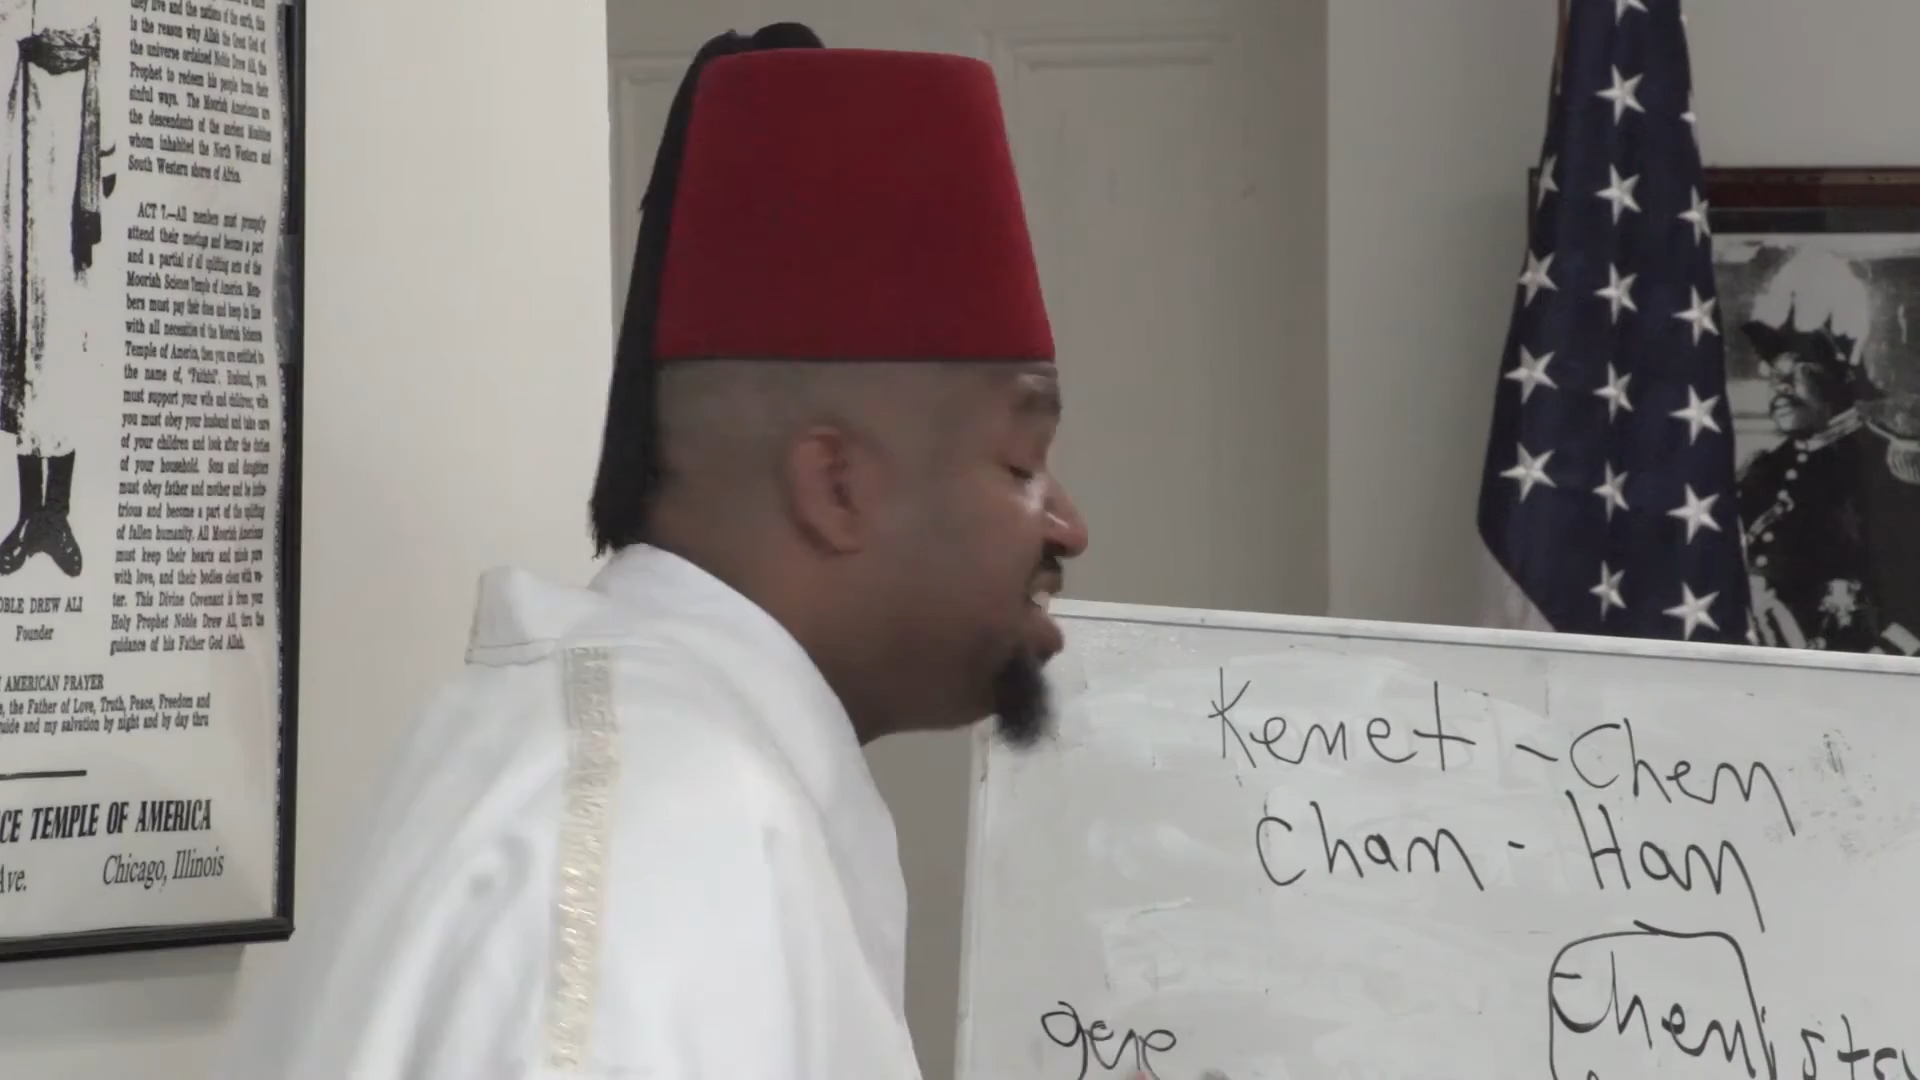 they live and the nations of the earth, this
is the reason why Allah the Great God of
the universe ordained Noble Drew Ali, the
Prophet to redeem his people from their
sinful ways. The Moorish Americans are
the descendants of the ancient Moabites
whom inhabited the North Western and
South Western shores of Africa.
ACT 7.—All members must promptly
attend their meetings and become a part
and a partial of all uplifting acts of the
Moorish Science Temple of America. Mem-
bers must pay their dues and keep in line
with all necessities of the Moorish Science
Temple of America, then you are entitled to
the name of, "Faithful". Husband, you
must support your wife and children; wife
you must obey your husband and take care
of your children and look after the duties
of your household. Sons and daughters
must obey father and mother and be indus-
trious and become a part of the uplifting
of fallen humanity. All Moorish Americans
must keep their hearts and minds pure
with love, and their bodies clean with wa-
ter. This Divine Covenant is from your
Holy Prophet Noble Drew Ali, thru the
guidance of his Father God Allah.
OBLE DREW ALI
Founder
AMERICAN PRAYER
, the Father of Love, Truth, Peace, Freedom and
uide and my salvation by night and by day thru
CE TEMPLE OF AMERICA
Ave. Chicago, Illinois
Kemet - Chem
Cham - Ham
Chemistry
gene